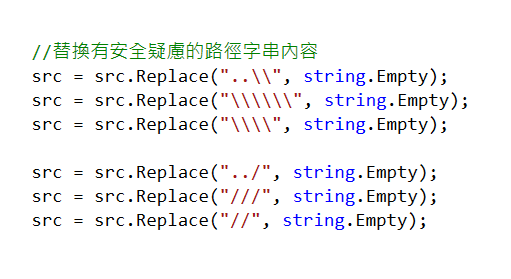 //替換有安全疑慮的路徑字串內容
src = src.Replace("..\\", string.Empty);
src = src.Replace("\\\\\\", string.Empty);
src = src.Replace("\\\\", string.Empty);
src = src.Replace("../", string.Empty);
src = src.Replace("///", string.Empty);
src = src.Replace("//", string.Empty);